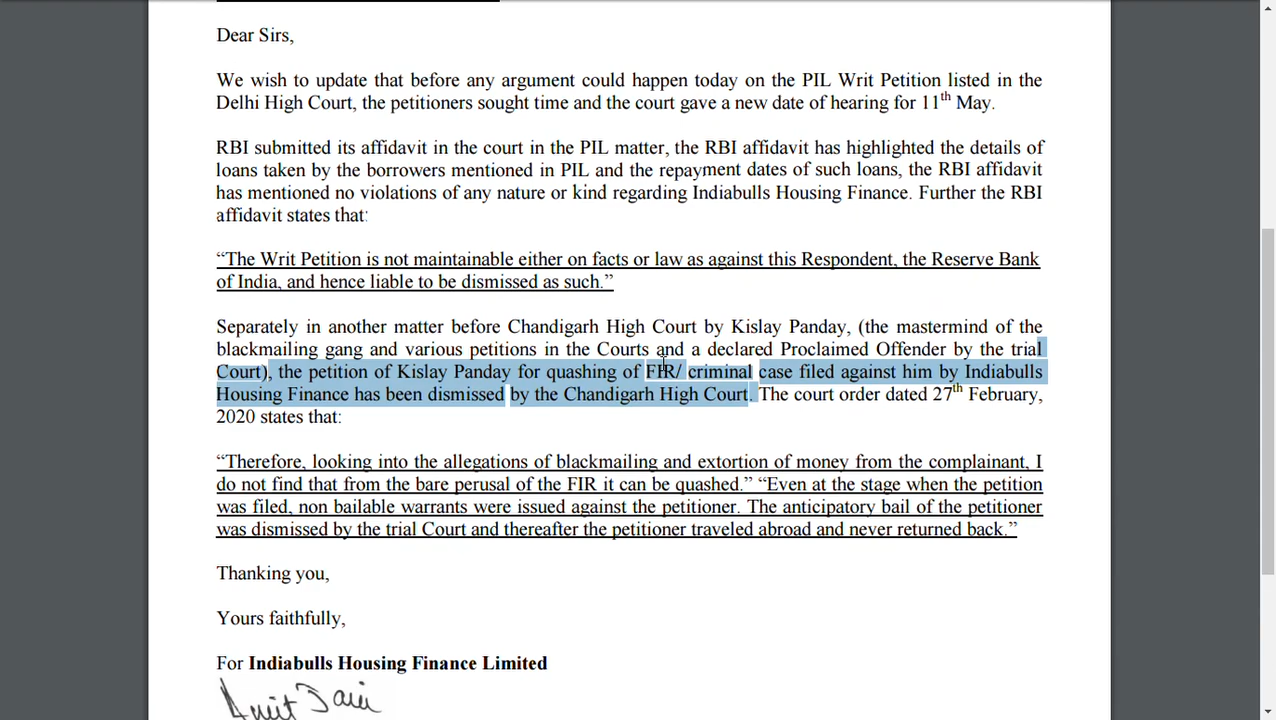 Dear Sirs,
We wish to update that before any argument could happen today on the PIL Writ Petition listed in the
Delhi High Court, the petitioners sought time and the court gave a new date of hearing for 11th May.
RBI submitted its affidavit in the court in the PIL matter, the RBI affidavit has highlighted the details of
loans taken by the borrowers mentioned in PIL and the repayment dates of such loans, the RBI affidavit
has mentioned no violations of any nature or kind regarding Indiabulls Housing Finance. Further the RBI
affidavit states that:
“The Writ Petition is not maintainable either on facts or law as against this Respondent, the Reserve Bank
of India, and hence liable to be dismissed as such.”
Separately in another matter before Chandigarh High Court by Kislay Panday, (the mastermind of the
blackmailing gang and various petitions in the Courts and a declared Proclaimed Offender by the trial
Court), the petition of Kislay Panday for quashing of FIR/ criminal case filed against him by Indiabulls
Housing Finance has been dismissed by the Chandigarh High Court. The court order dated 27th February,
2020 states that:
“Therefore, looking into the allegations of blackmailing and extortion of money from the complainant, I
do not find that from the bare perusal of the FIR it can be quashed.” “Even at the stage when the petition
was filed, non bailable warrants were issued against the petitioner. The anticipatory bail of the petitioner
was dismissed by the trial Court and thereafter the petitioner traveled abroad and never returned back.”
Thanking you,
Yours faithfully,
For Indiabulls Housing Finance Limited
Amit Jain